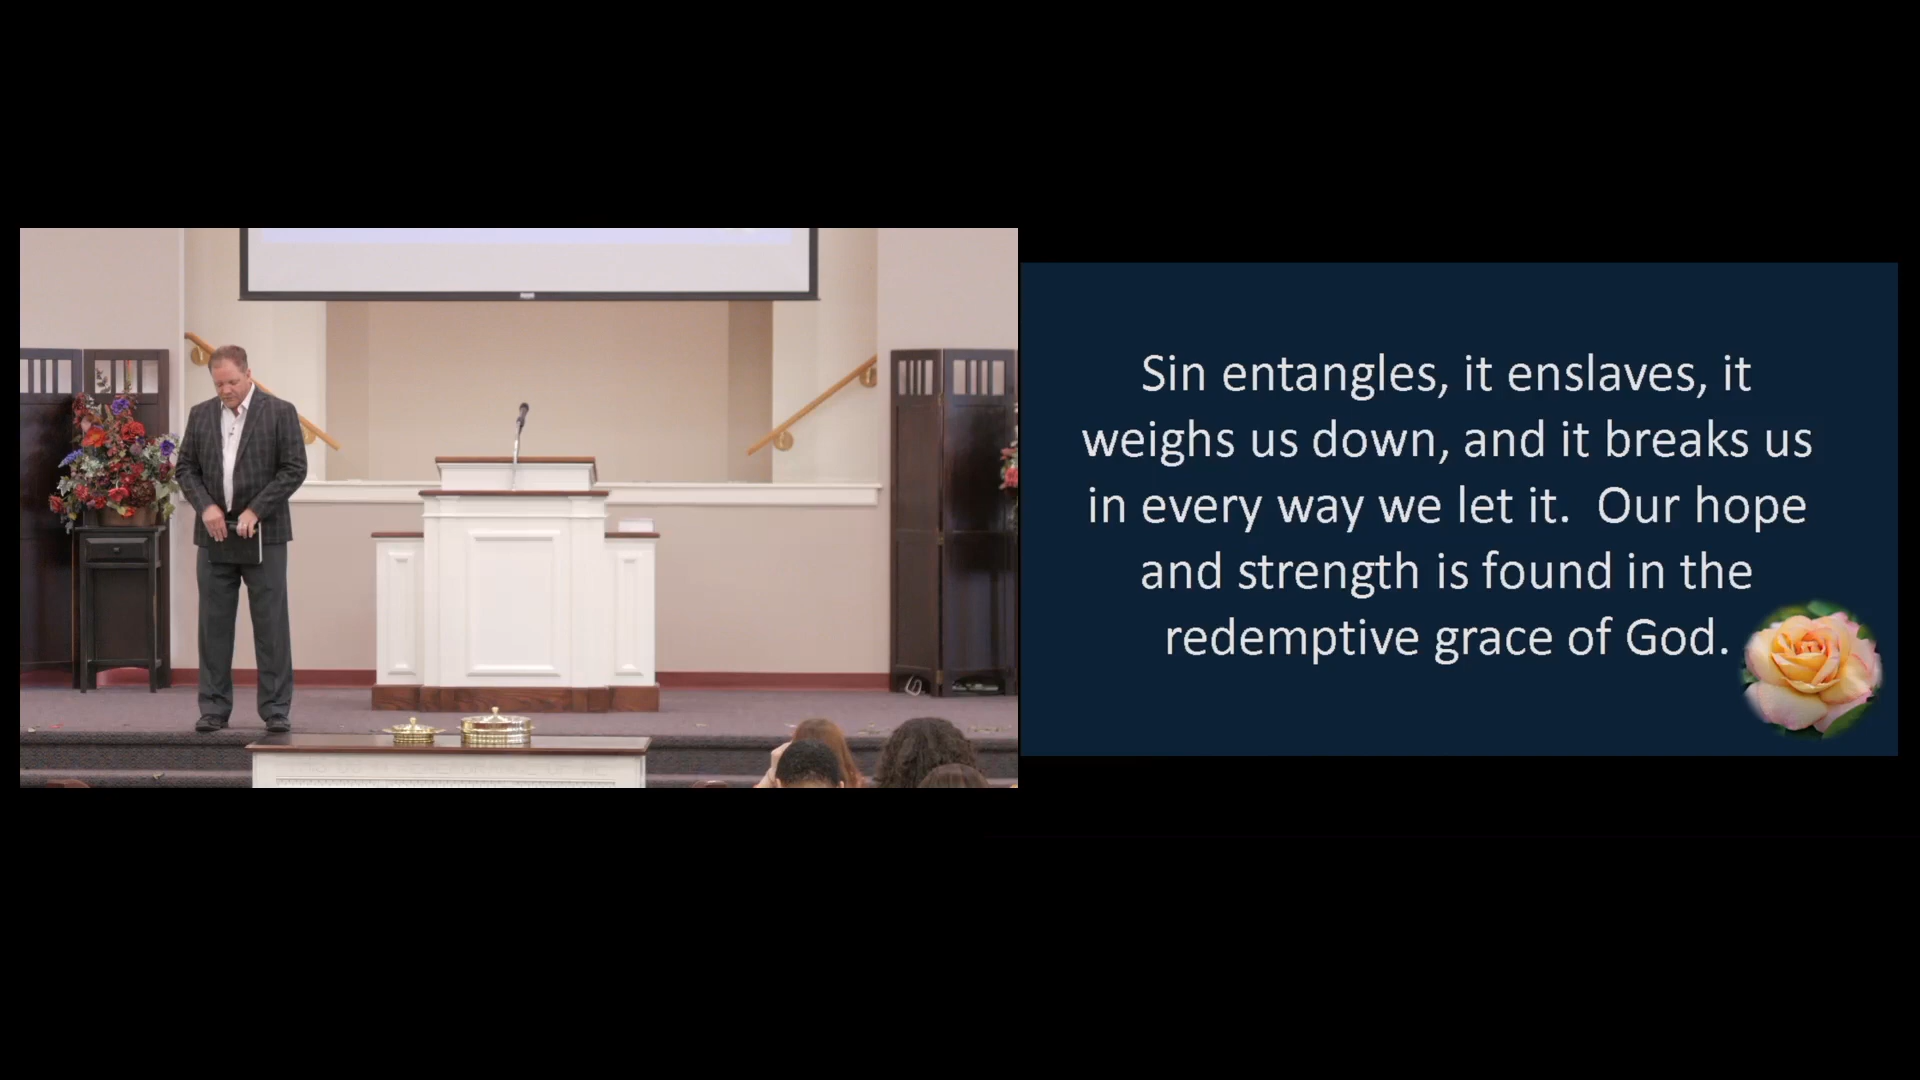 Sin entangles, it enslaves, it
weighs us down, and it breaks us
in every way we let it.  Our hope
and strength is found in the
redemptive grace of God.